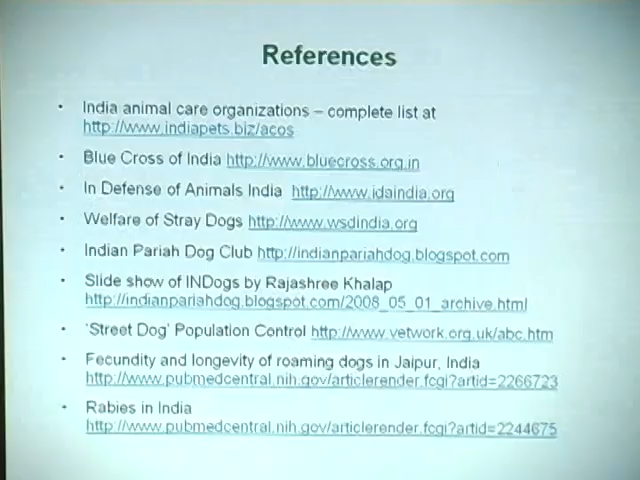 References
• India animal care organizations – complete list at
http://www.indiapets.biz/acos
• Blue Cross of India http://www.bluecross.org.in
• In Defense of Animals India http://www.idaindia.org
• Welfare of Stray Dogs http://www.wsdindia.org
• Indian Pariah Dog Club http://indianpariahdog.blogspot.com
• Slide show of INDogs by Rajashree Khalap
http://indianpariahdog.blogspot.com/2008_05_01_archive.html
• 'Street Dog' Population Control http://www.vetwork.org.uk/abc.htm
• Fecundity and longevity of roaming dogs in Jaipur, India
http://www.pubmedcentral.nih.gov/articlerender.fcgi?artid=2266723
• Rabies in India
http://www.pubmedcentral.nih.gov/articlerender.fcgi?artid=2244675